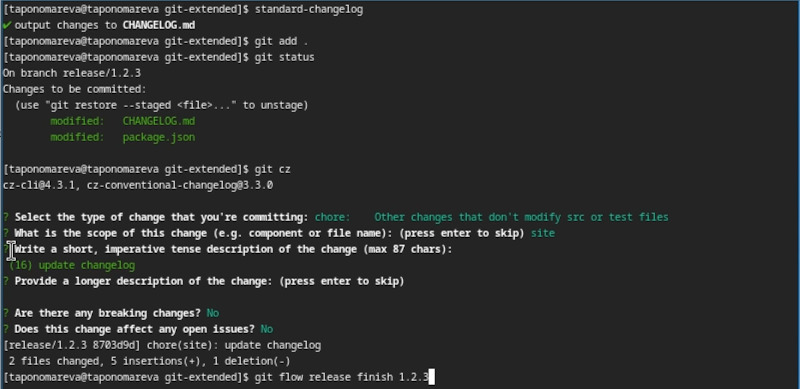 [taponomareva@taponomareva git-extended]$ standard-changelog
✔ output changes to CHANGELOG.md
[taponomareva@taponomareva git-extended]$ git add .
[taponomareva@taponomareva git-extended]$ git status
On branch release/1.2.3
Changes to be committed:
  (use "git restore --staged <file>..." to unstage)
        modified:   CHANGELOG.md
        modified:   package.json
[taponomareva@taponomareva git-extended]$ git cz
cz-cli@4.3.1, cz-conventional-changelog@3.3.0
? Select the type of change that you're committing: chore:    Other changes that don't modify src or test files
? What is the scope of this change (e.g. component or file name): (press enter to skip) site
? Write a short, imperative tense description of the change (max 87 chars):
 (16) update changelog
? Provide a longer description of the change: (press enter to skip)
? Are there any breaking changes? No
? Does this change affect any open issues? No
[release/1.2.3 8703d9d] chore(site): update changelog
 2 files changed, 5 insertions(+), 1 deletion(-)
[taponomareva@taponomareva git-extended]$ git flow release finish 1.2.3